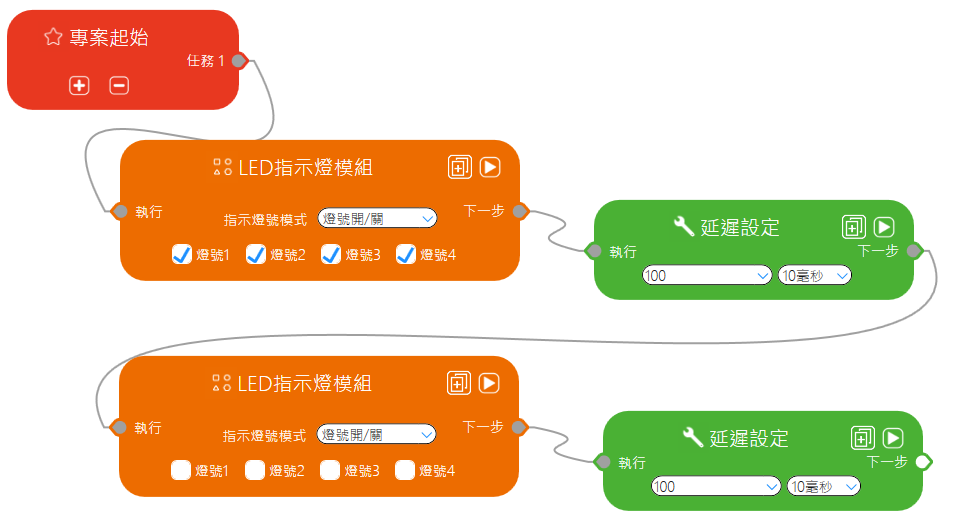 專案起始
任務 1
LED指示燈模組
執行
指示燈號模式
燈號開/關
下一步
燈號1 燈號2 燈號3 燈號4
延遲設定
執行
下一步
100 10毫秒
LED指示燈模組
執行
指示燈號模式
燈號開/關
下一步
燈號1 燈號2 燈號3 燈號4
延遲設定
執行
下一步
100 10毫秒